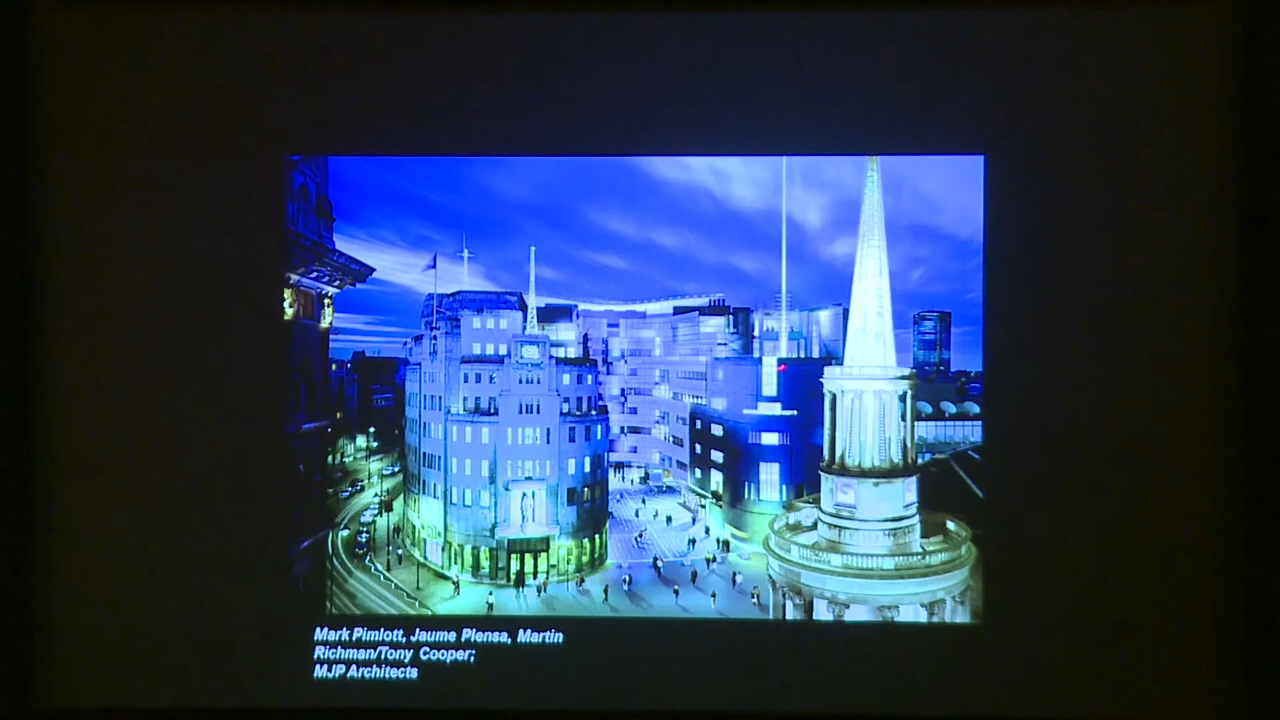 Mark Pimlott, Jaume Plensa, Martin
Richman/Tony Cooper;
MJP Architects